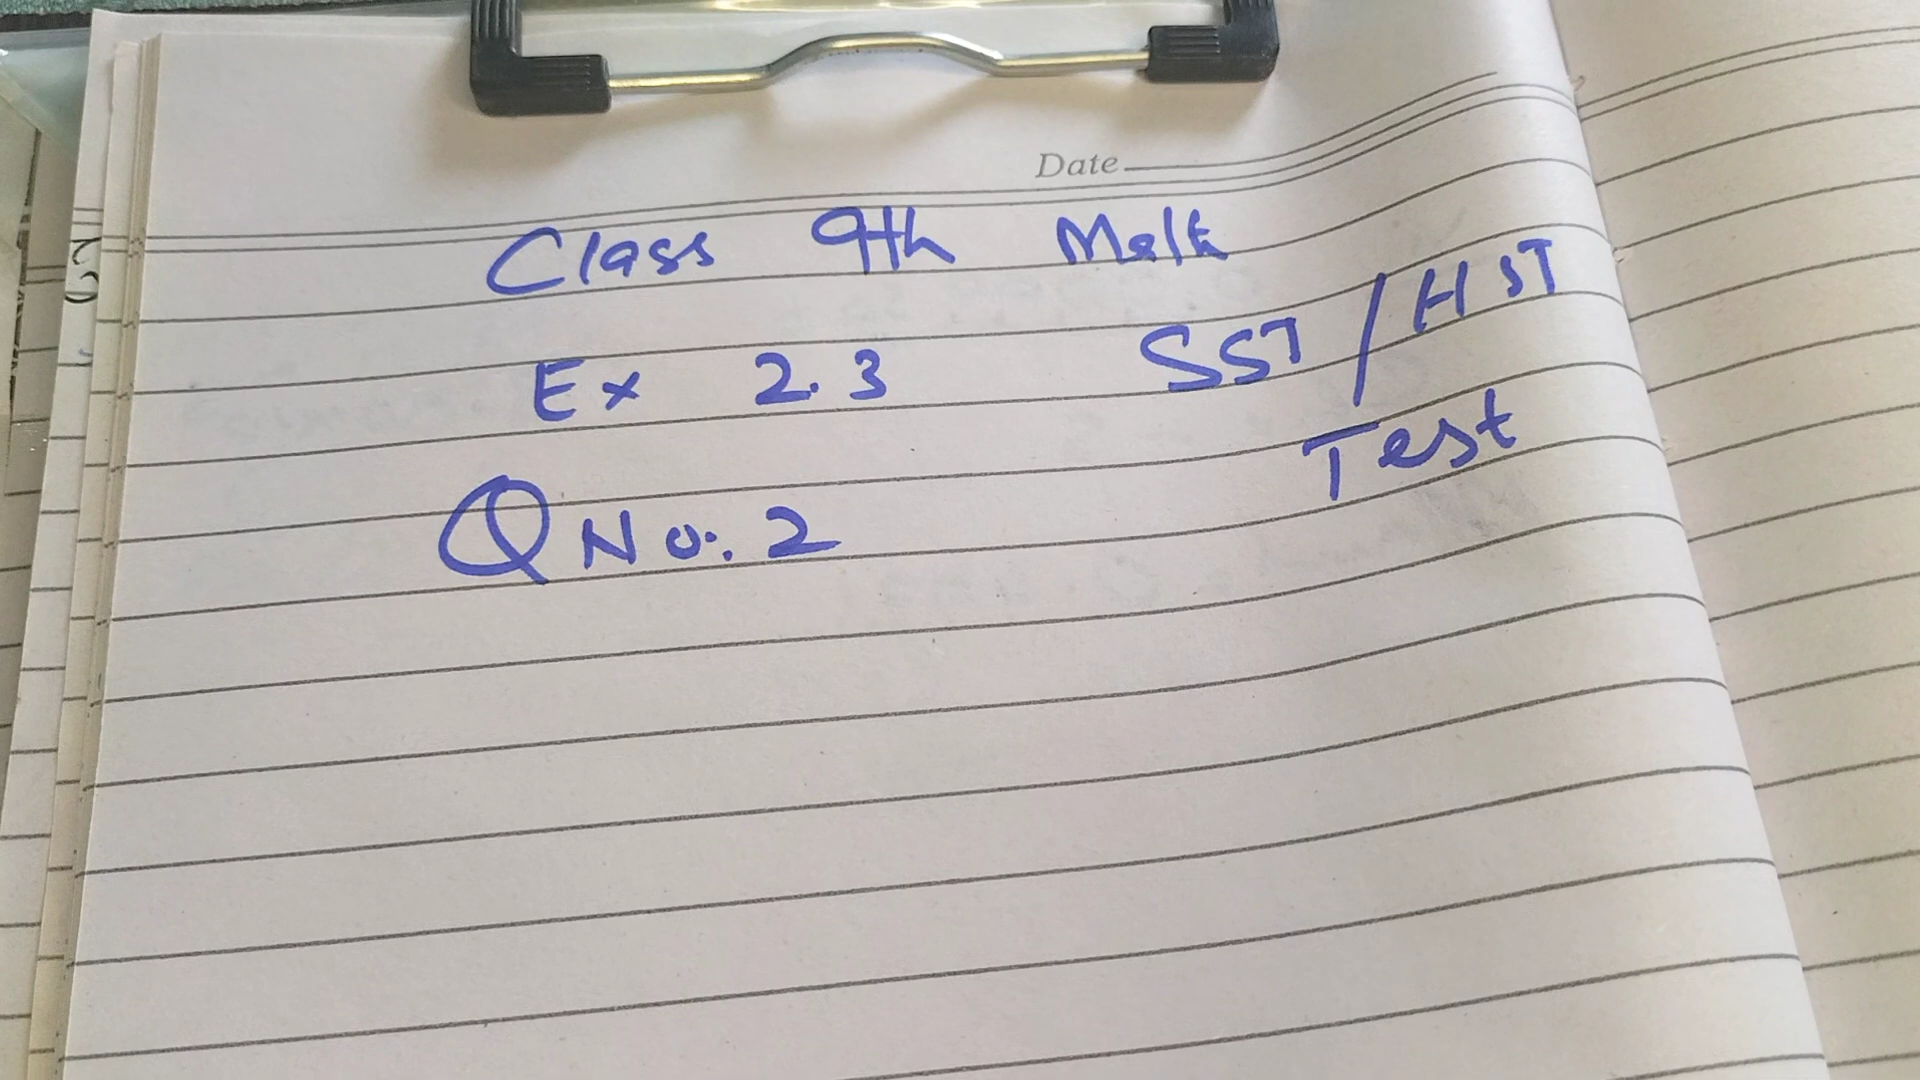 Date
Class 9th Math
Ex 2.3 SST / HST
Test
Q No. 2